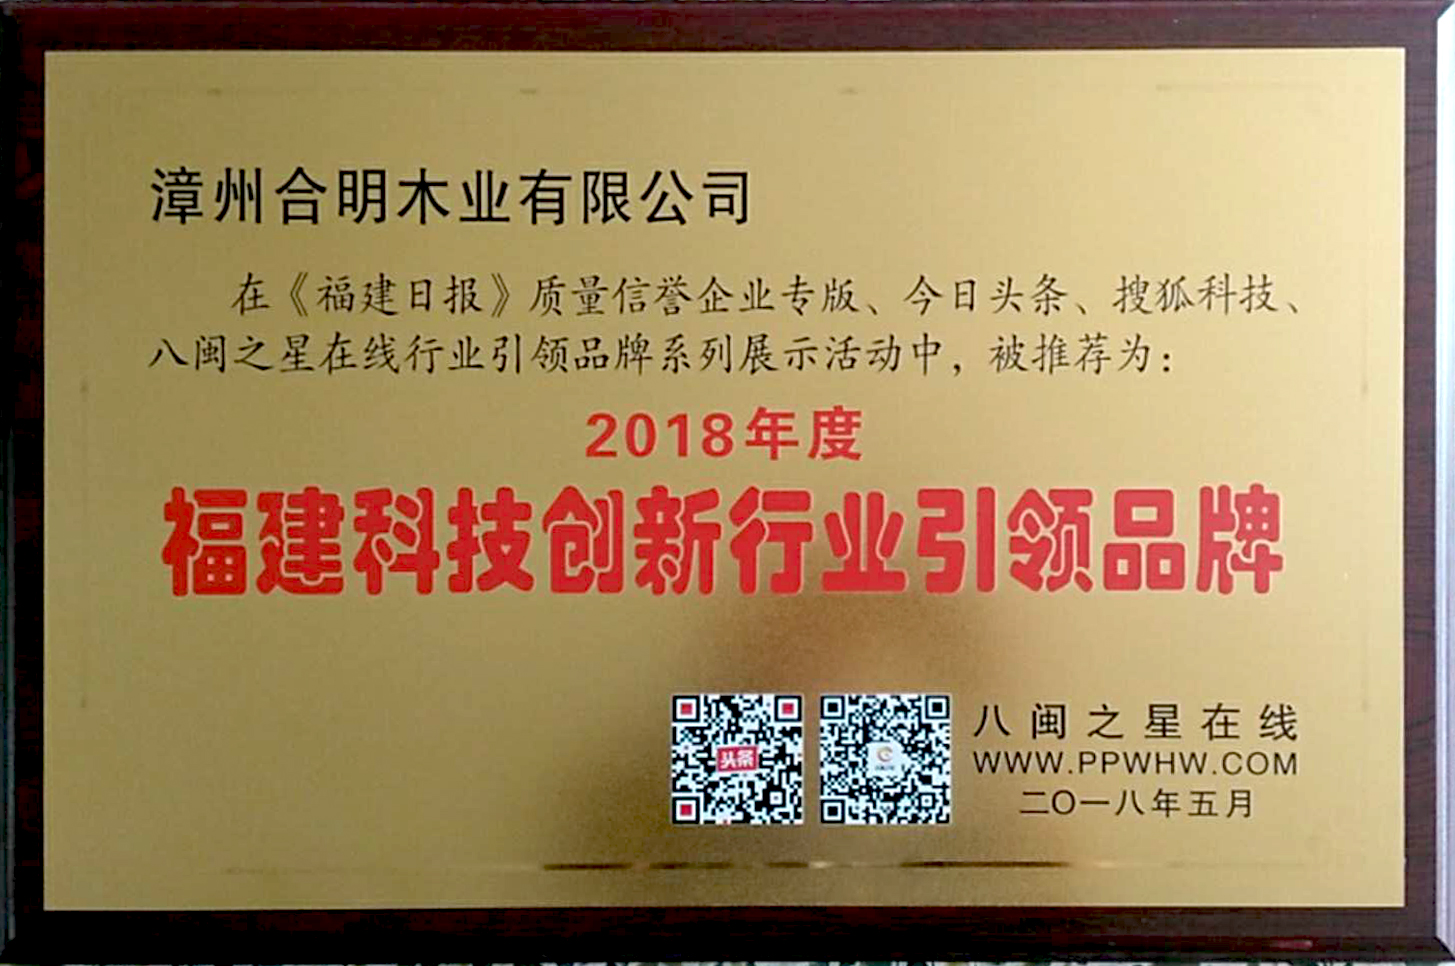 漳州合明木业有限公司
在《福建日报》质量信誉企业专版、今日头条、搜狐科技、
八闽之星在线行业引领品牌系列展示活动中，被推荐为：
2018年度
福建科技创新行业引领品牌
头条
八闽之星在线
WWW.PPWHW.COM
二〇一八年五月